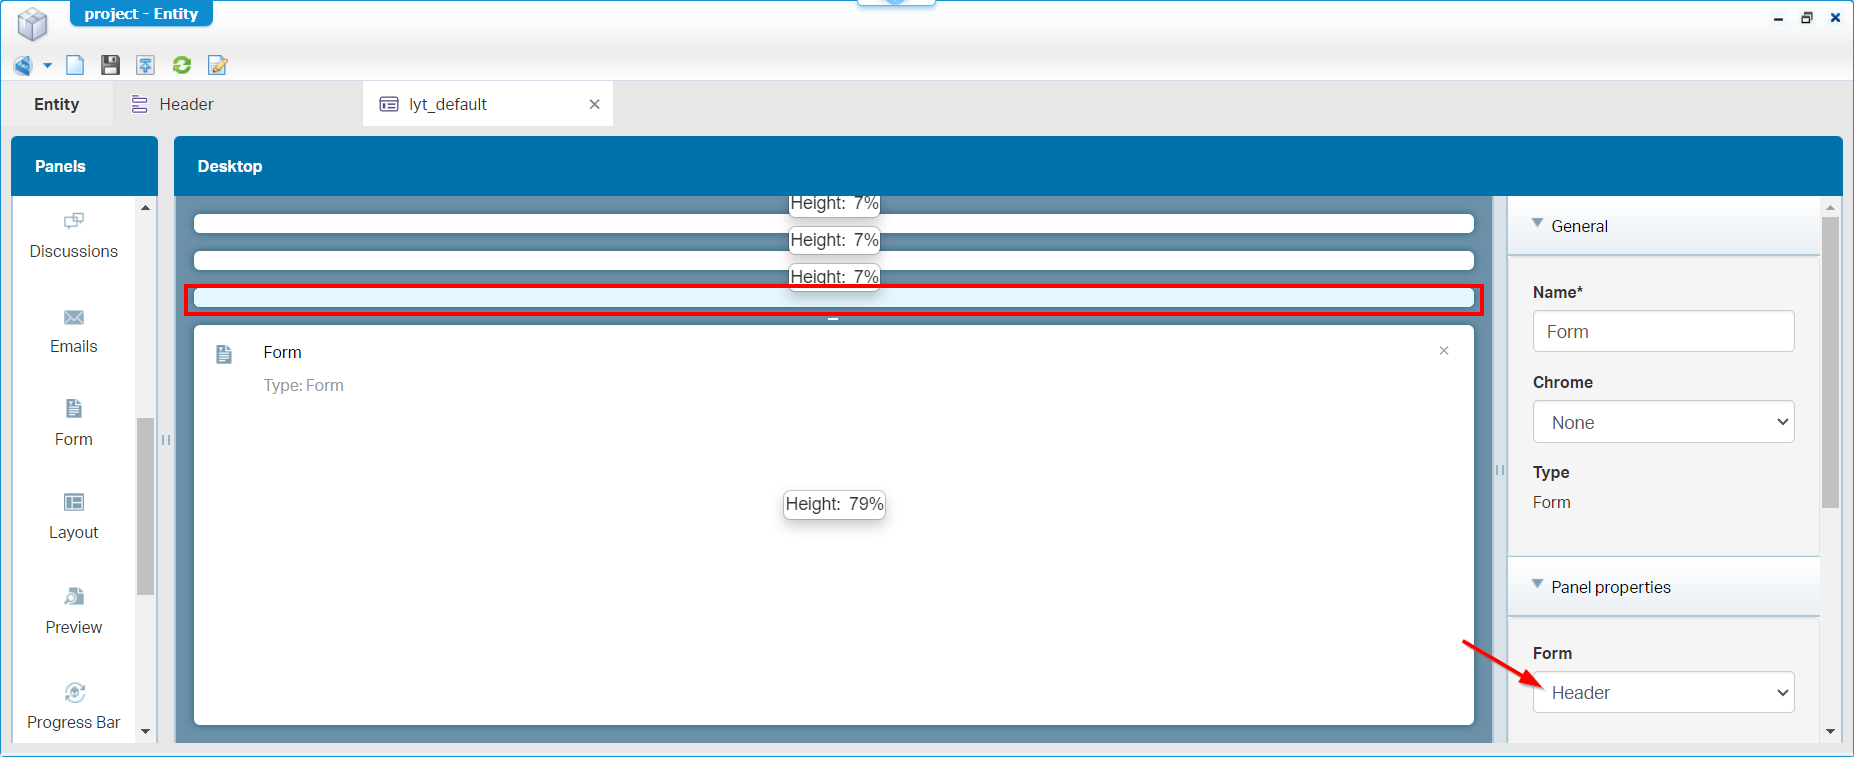 project - Entity
Entity
Header
lyt_default
Panels
Desktop
Discussions
Emails
Form
Layout
Preview
Progress Bar
Height: 7%
Height: 7%
Height: 7%
Form
Type: Form
Height: 79%
General
Name*
Form
Chrome
None
Type
Form
Panel properties
Form
Header